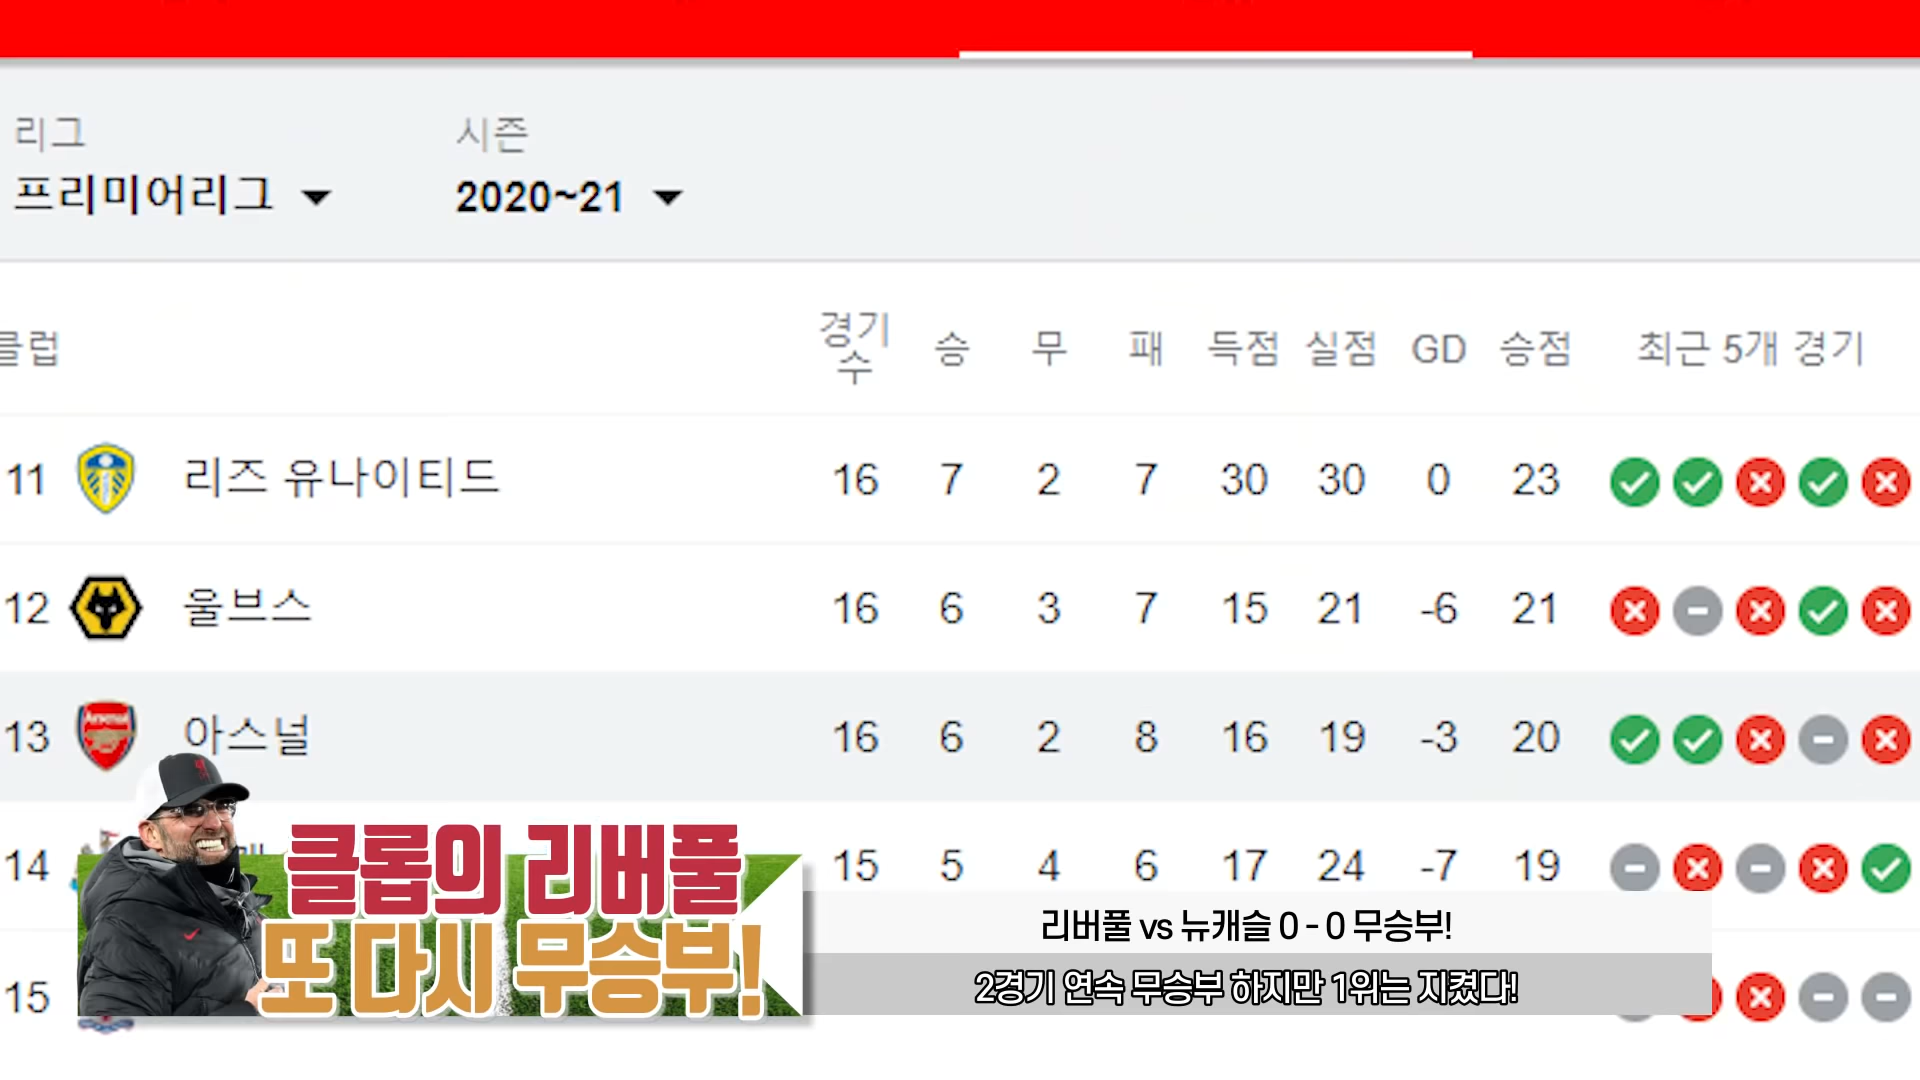 리그 시즌
프리미어리그 2020~21
클럽 경기수 승 무 패 득점 실점 GD 승점 최근 5개 경기
11 리즈 유나이티드 16 7 2 7 30 30 0 23
12 울브스 16 6 3 7 15 21 -6 21
13 Arsenal 아스널 16 6 2 8 16 19 -3 20
14 15 5 4 6 17 24 -7 19
15
클롭의 리버풀
또 다시 무승부!
리버풀 vs 뉴캐슬 0 - 0 무승부!
2경기 연속 무승부 하지만 1위는 지켰다!